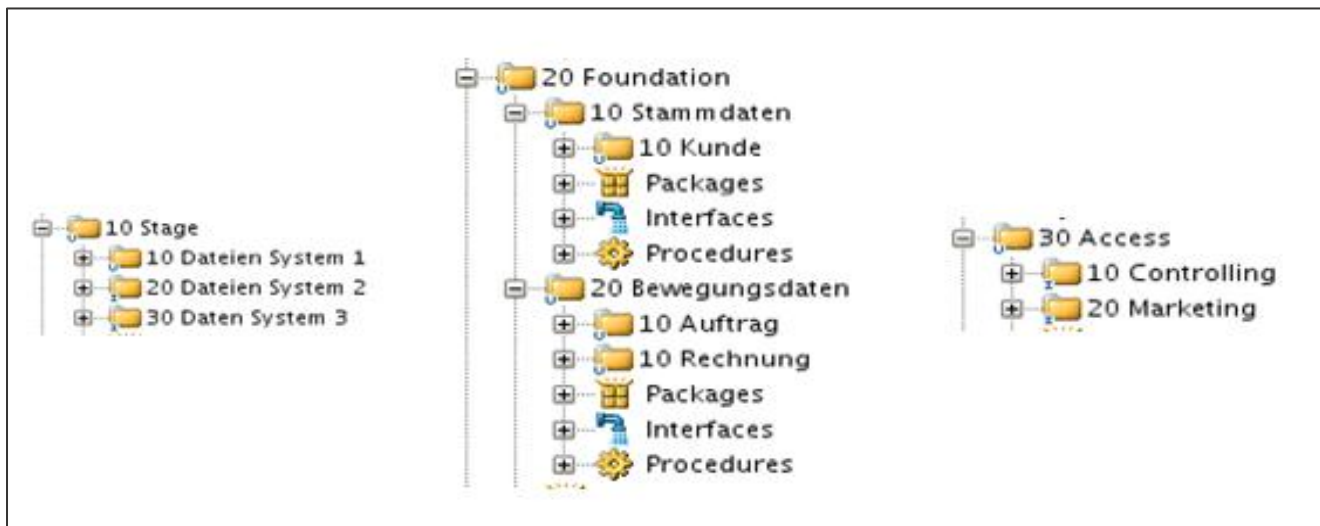 10 Stage
10 Dateien System 1
20 Dateien System 2
30 Daten System 3
20 Foundation
10 Stammdaten
10 Kunde
Packages
Interfaces
Procedures
20 Bewegungsdaten
10 Auftrag
10 Rechnung
Packages
Interfaces
Procedures
30 Access
10 Controlling
20 Marketing